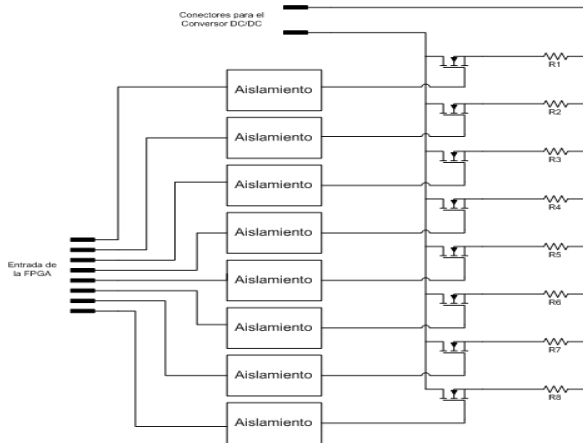 Conectores para el
Conversor DC/DC
R1
Aislamiento
R2
Aislamiento
R3
Aislamiento
R4
Aislamiento
R5
Entrada de
la FPGA
Aislamiento
R6
Aislamiento
R7
Aislamiento
R8
Aislamiento